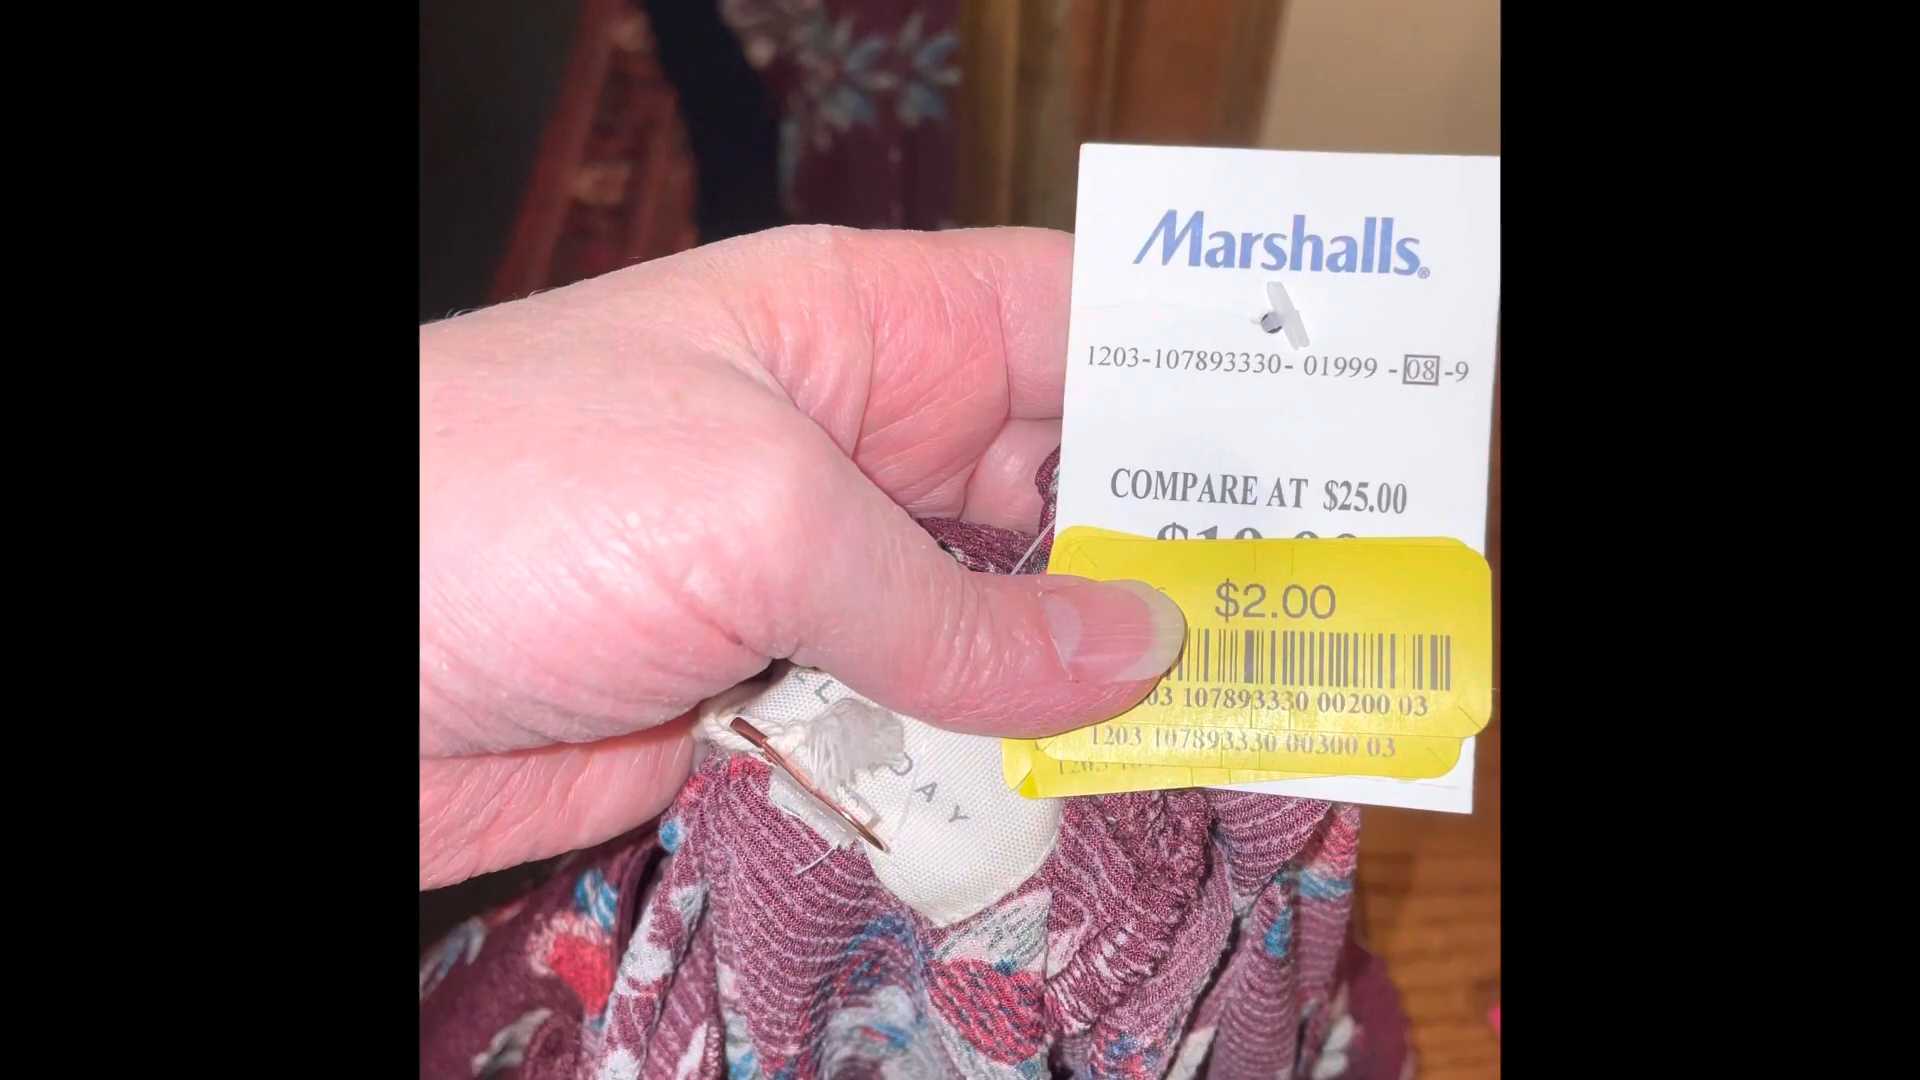 Marshalls®
1203-107893330- 01999 - 08 -9
COMPARE AT $25.00
$2.00
03 107893330 00200 03
1203 107893330 00300 03
DAY